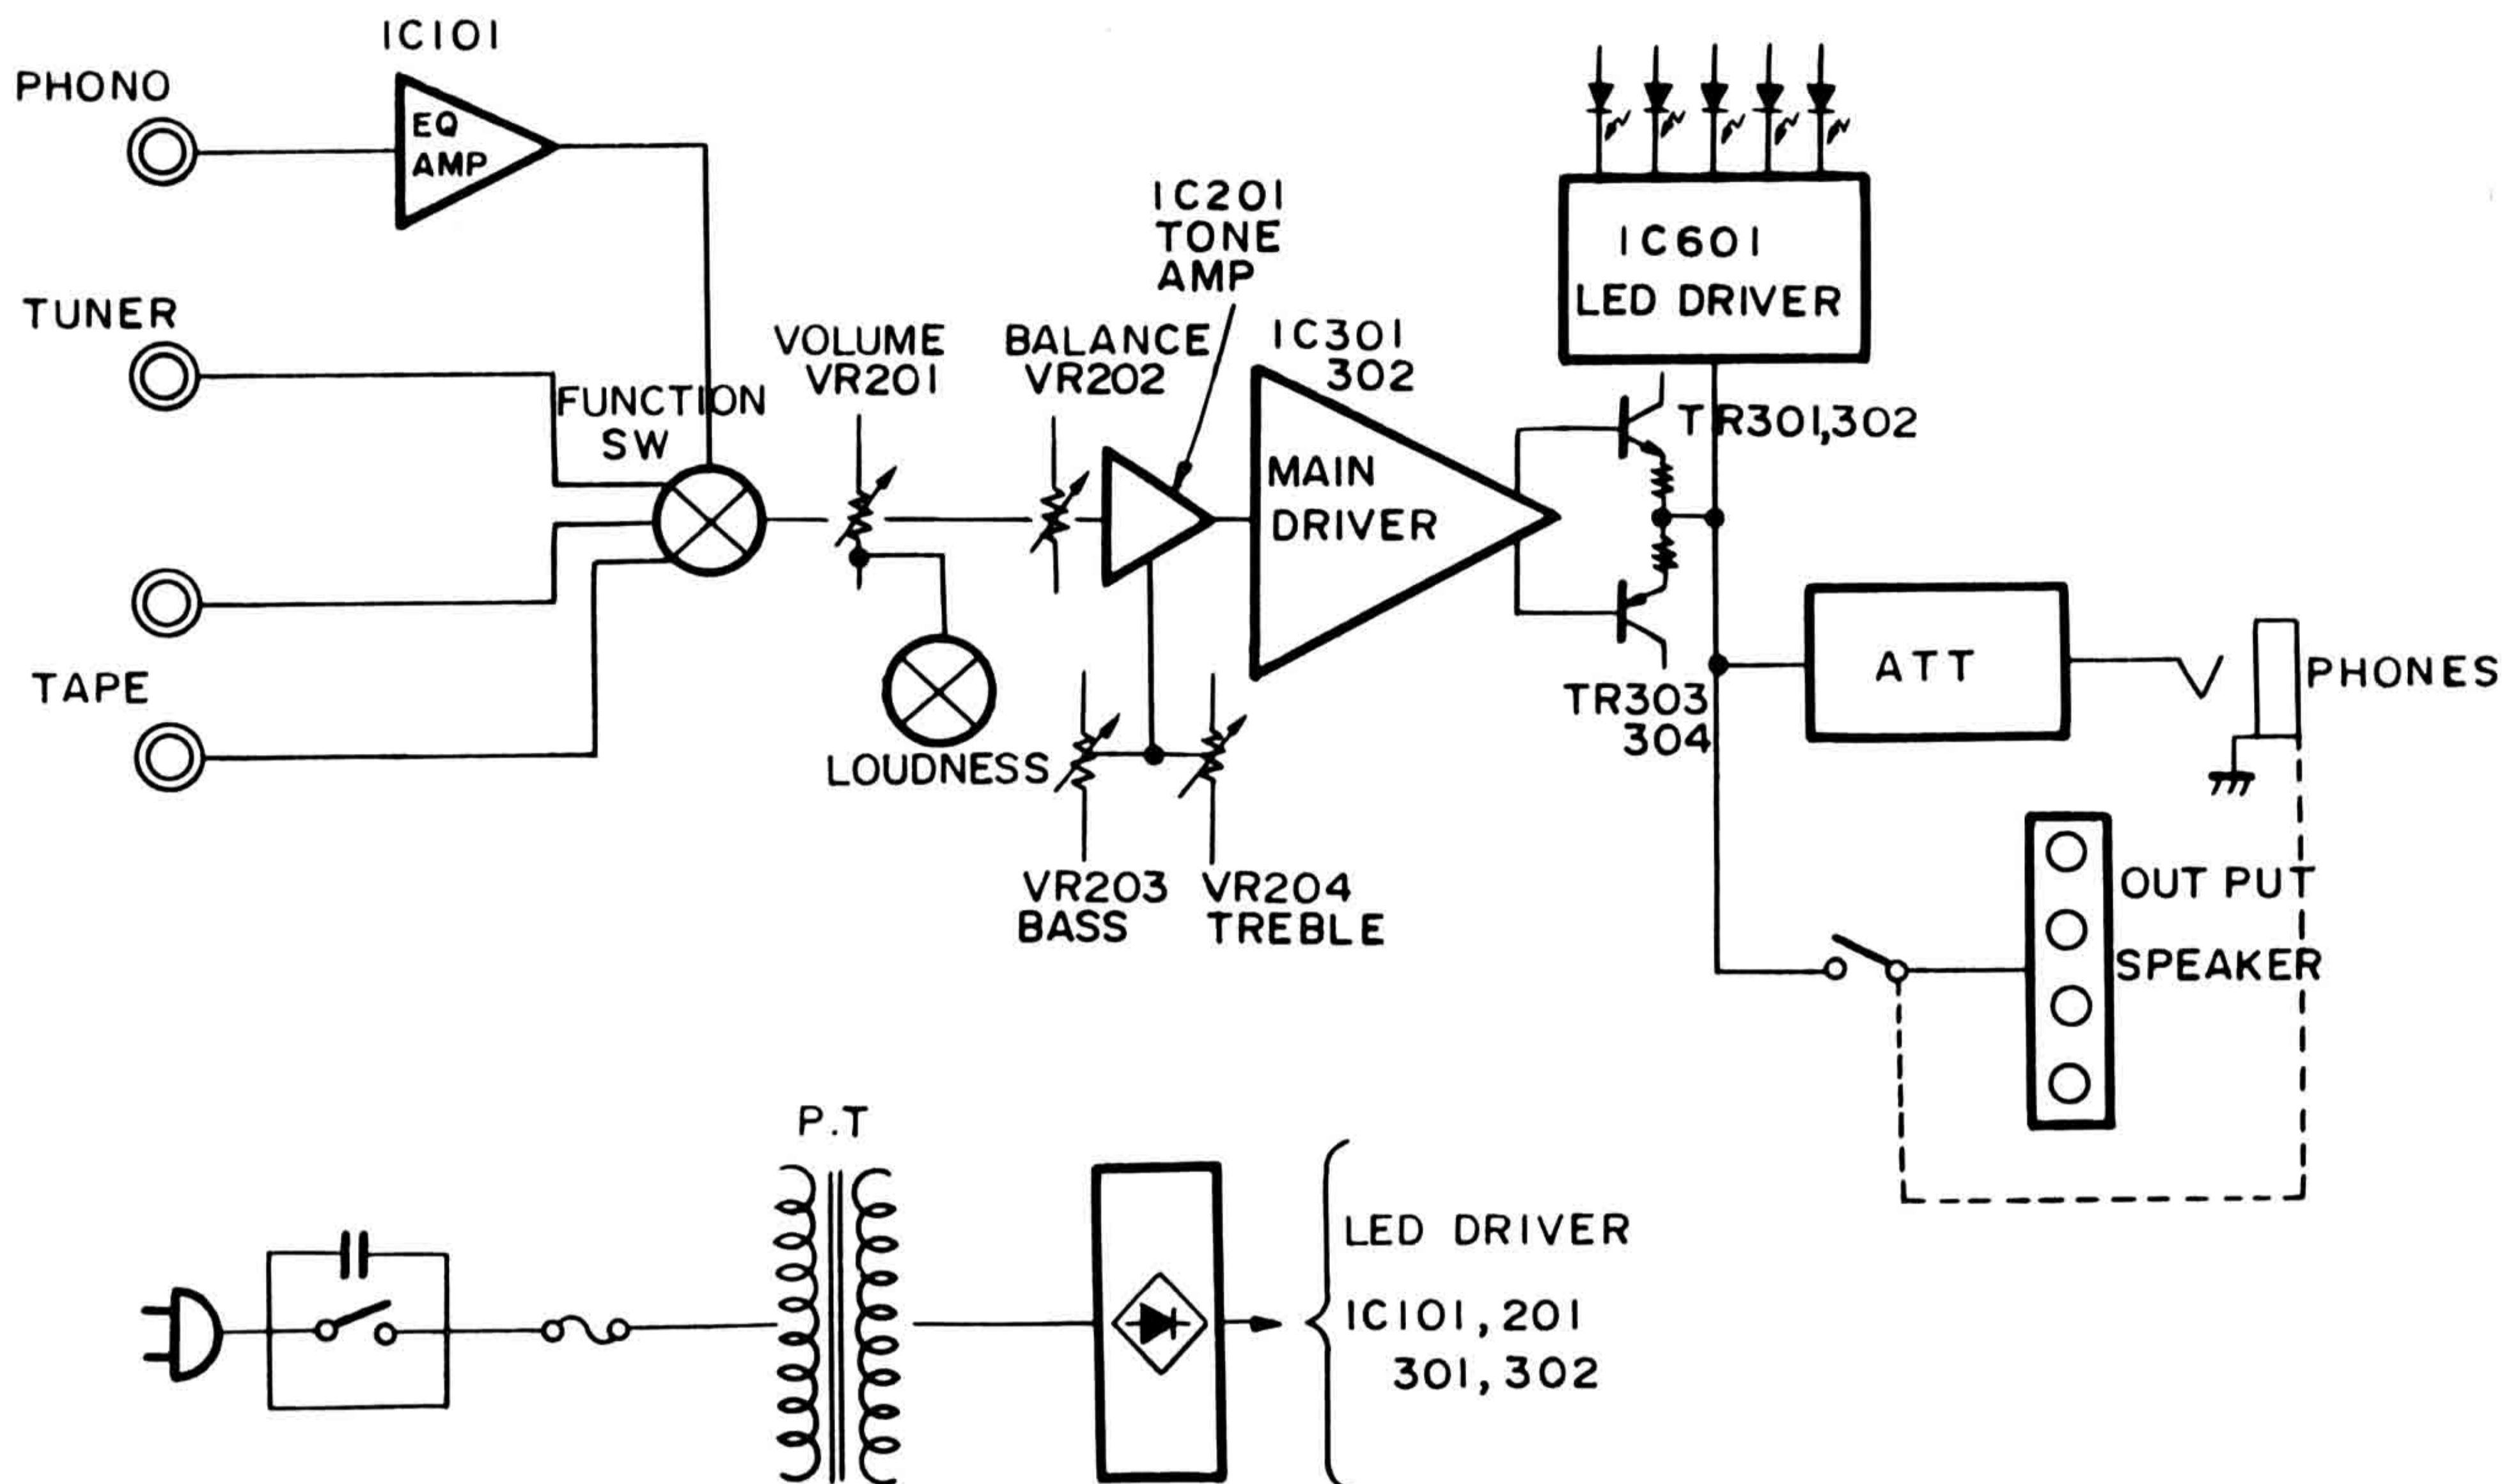 IC101
PHONO
EQ
AMP
TUNER
FUNCTION
SW
TAPE
VOLUME
VR201
BALANCE
VR202
IC201
TONE
AMP
LOUDNESS
VR203
BASS
VR204
TREBLE
IC301
302
MAIN
DRIVER
IC601
LED DRIVER
TR301,302
TR303
304
ATT
PHONES
OUT PUT
SPEAKER
P.T
LED DRIVER
IC101, 201
301, 302